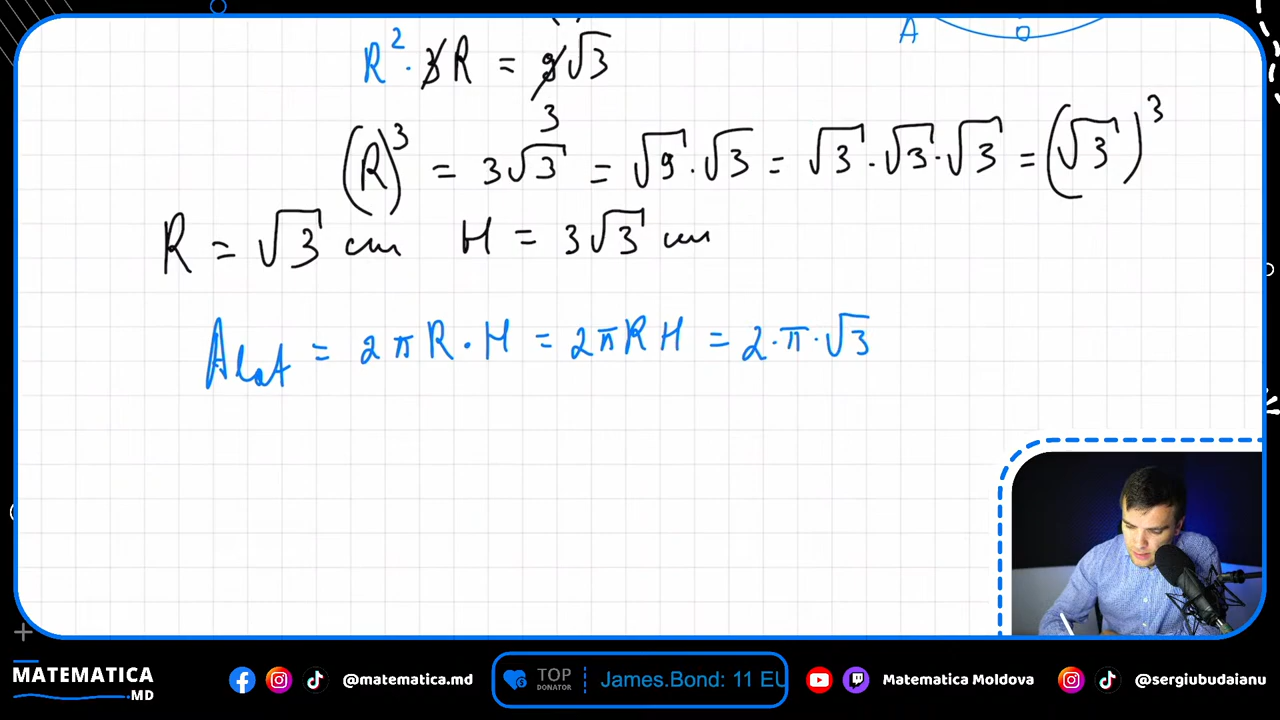 A
R² · 3R = 9√3
3
(R)³ = 3√3 = √9 · √3 = √3 · √3 · √3 = (√3)³
R = √3 cm H = 3√3 cm
Alat = 2πR · H = 2πRH = 2 · π · √3
MATEMATICA
.MD
@matematica.md
TOP
DONATOR
James.Bond: 11 EU
Matematica Moldova
@sergiubudaianu